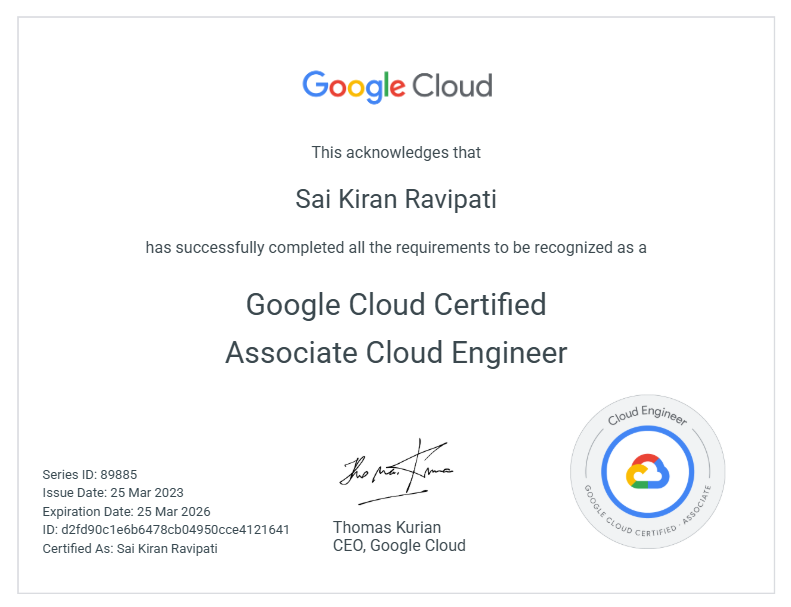 Google Cloud
This acknowledges that
Sai Kiran Ravipati
has successfully completed all the requirements to be recognized as a
Google Cloud Certified
Associate Cloud Engineer
Series ID: 89885
Issue Date: 25 Mar 2023
Expiration Date: 25 Mar 2026
ID: d2fd90c1e6b6478cb04950cce4121641
Certified As: Sai Kiran Ravipati
Thomas Kurian
CEO, Google Cloud
Cloud Engineer
GOOGLE CLOUD CERTIFIED · ASSOCIATE